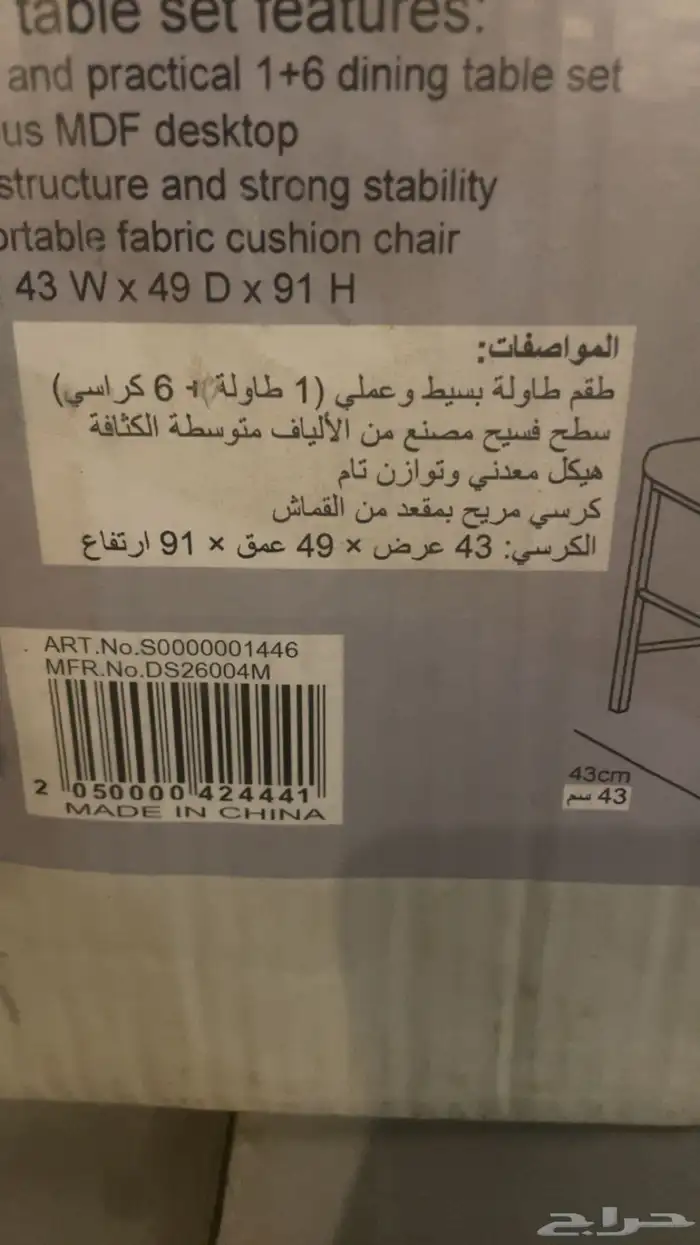 table set features:
and practical 1+6 dining table set
us MDF desktop
structure and strong stability
ortable fabric cushion chair
43 W x 49 D x 91 H
المواصفات:
طقم طاولة بسيط وعملي (1 طاولة + 6 كراسي)
سطح فسيح مصنع من الألياف متوسطة الكثافة
هيكل معدني وتوازن تام
كرسي مريح بمقعد من القماش
الكرسي: 43 عرض × 49 عمق × 91 ارتفاع
ART.No.S0000001446
MFR.No.DS26004M
2 050000 424441
MADE IN CHINA
43cm
43 سم
حراج